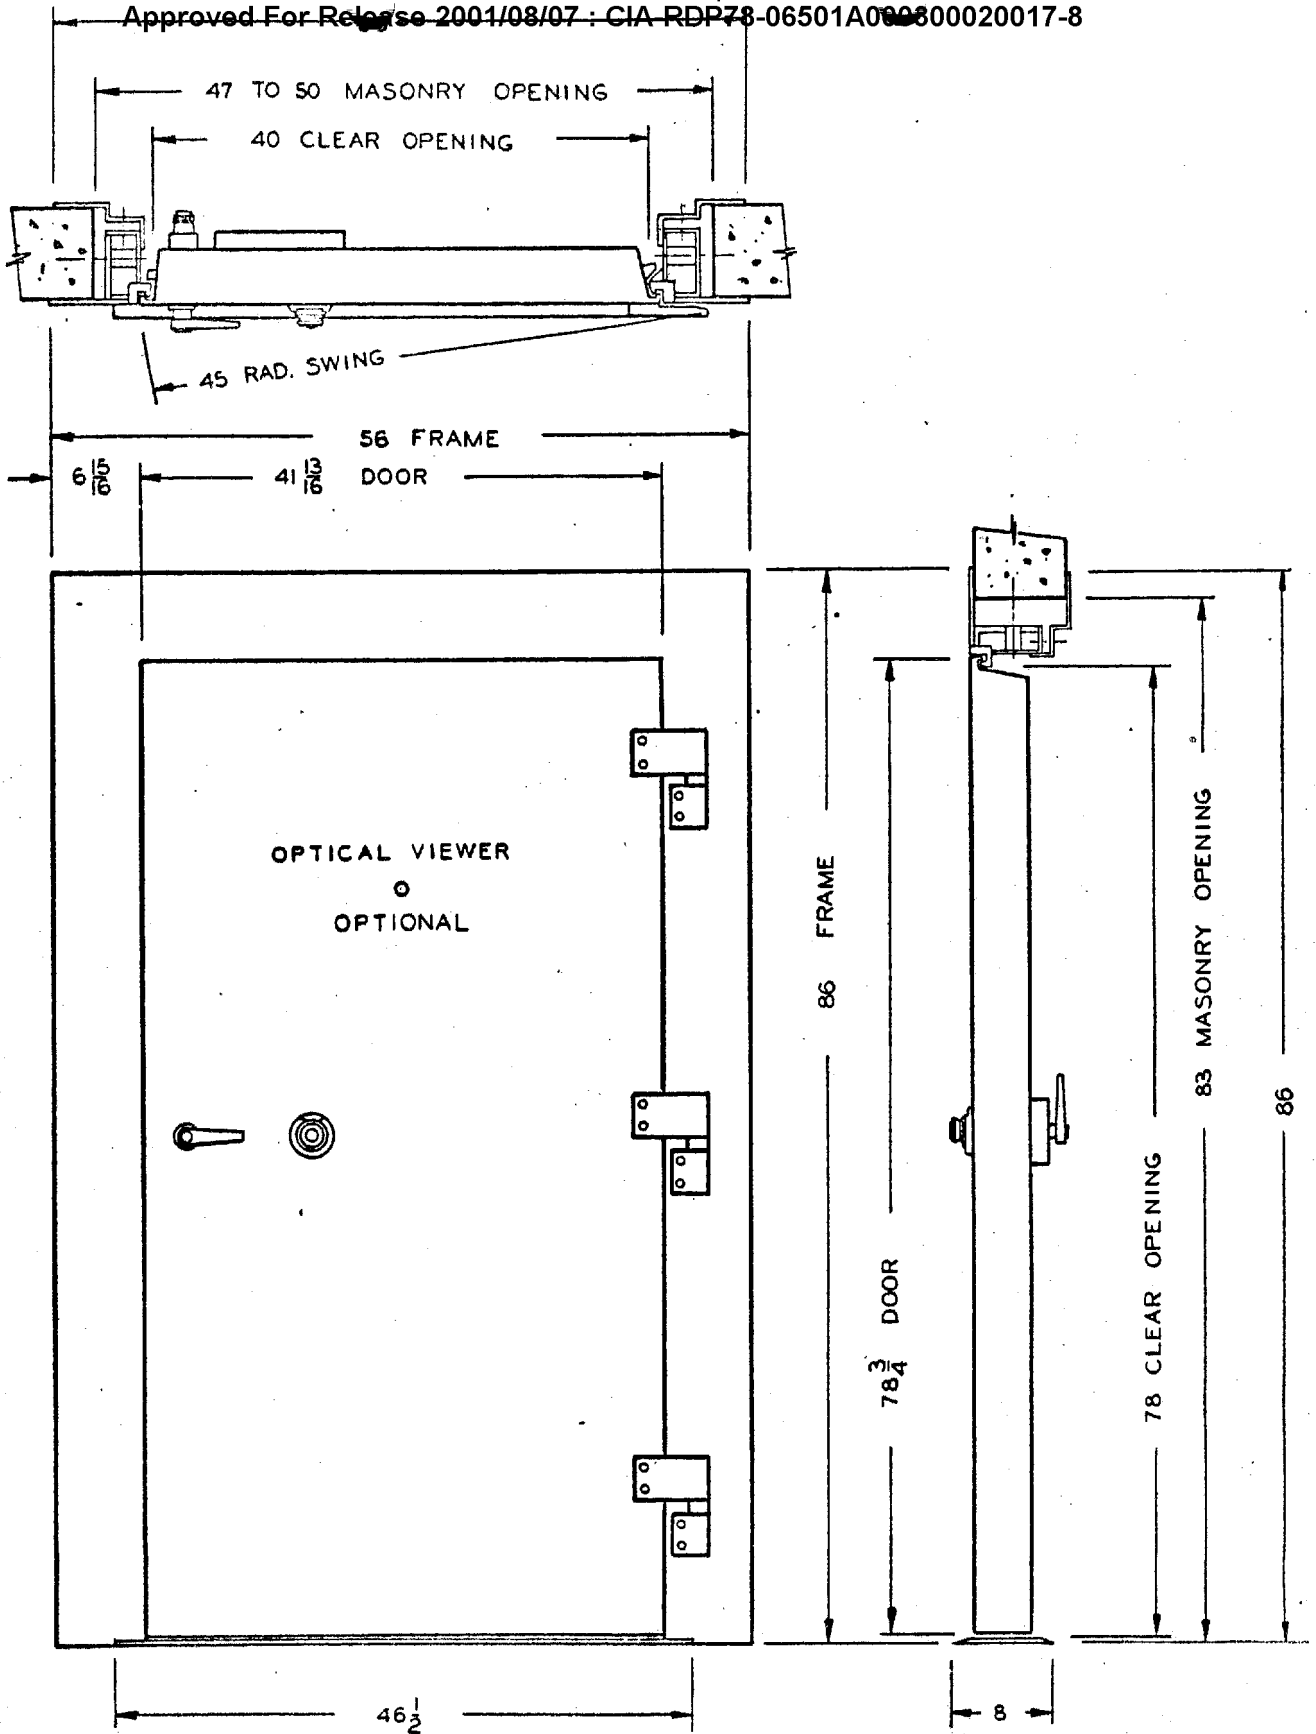 Approved For Release 2001/08/07 : CIA-RDP78-06501A000300020017-8
47 TO 50 MASONRY OPENING
40 CLEAR OPENING
45 RAD. SWING
56 FRAME
6 15/16
41 13/16 DOOR
OPTICAL VIEWER
OPTIONAL
86 FRAME
78 3/4 DOOR
78 CLEAR OPENING
83 MASONRY OPENING
86
46 1/2
8